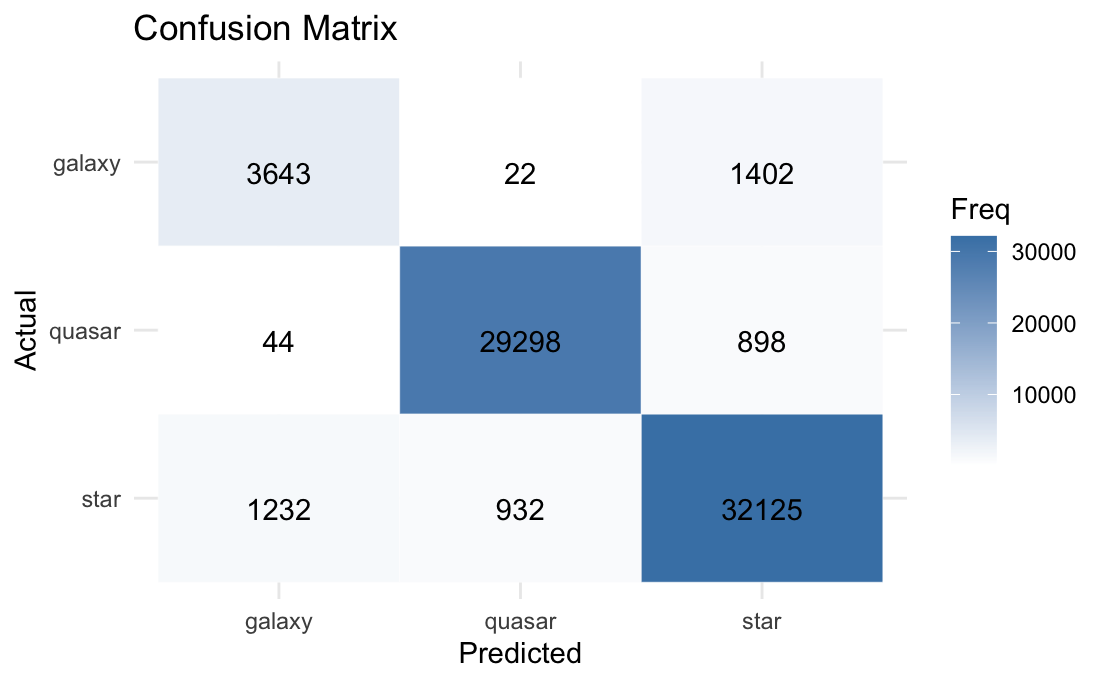 Confusion Matrix
galaxy 3643 22 1402
quasar 44 29298 898
star 1232 932 32125
galaxy quasar star
Predicted
Actual
Freq
30000
20000
10000